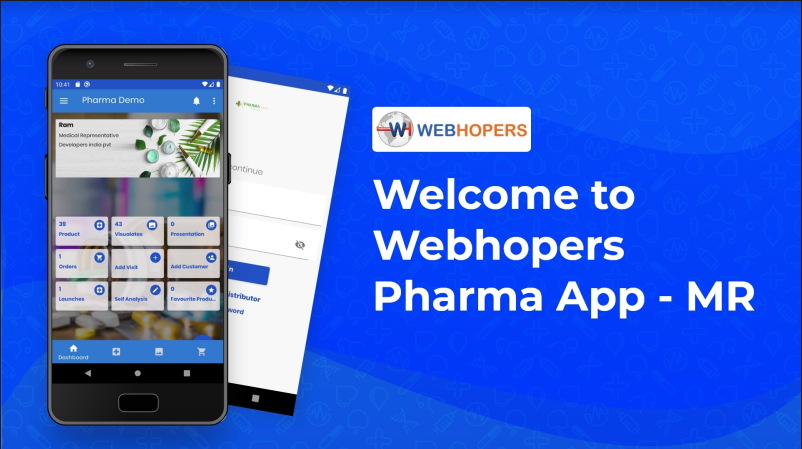 10:41
Pharma Demo
Ram
Medical Representative
Developers india pvt
39
Product
43
Visualates
0
Presentation
1
Orders
Add Visit
Add Customer
1
Launches
Self Analysis
0
Favourite Produ...
Dashboard
PHARMA
ontinue
n
istributor
word
WEBHOPERS
Welcome to
Webhopers
Pharma App - MR